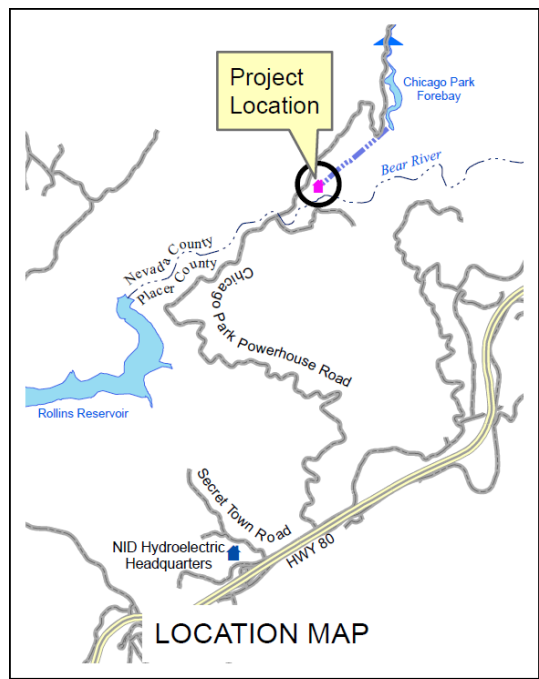 Project
Location
Chicago Park
Forebay
Bear River
Nevada County
Placer County
Chicago Park Powerhouse Road
Rollins Reservoir
Secret Town Road
NID Hydroelectric
Headquarters
HWY 80
LOCATION MAP